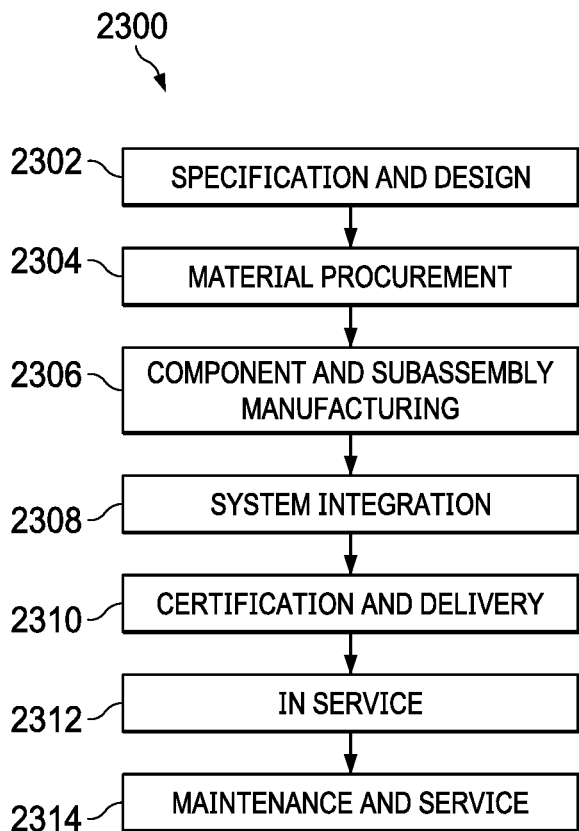 2300
2302
SPECIFICATION AND DESIGN
2304
MATERIAL PROCUREMENT
2306
COMPONENT AND SUBASSEMBLY
MANUFACTURING
2308
SYSTEM INTEGRATION
2310
CERTIFICATION AND DELIVERY
2312
IN SERVICE
2314
MAINTENANCE AND SERVICE